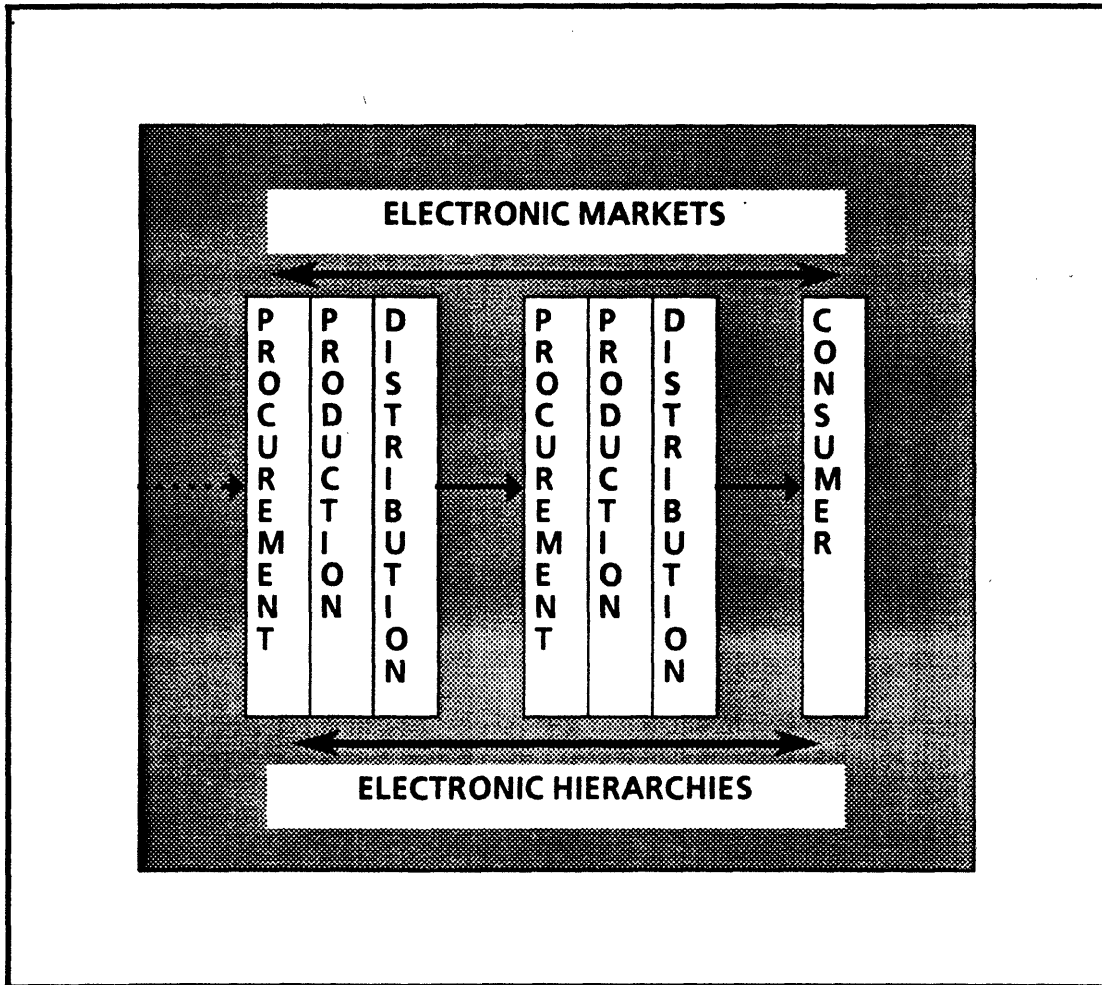 ELECTRONIC MARKETS
PROCUREMENT
PRODUCTION
DISTRIBUTION
PROCUREMENT
PRODUCTION
DISTRIBUTION
CONSUMER
ELECTRONIC HIERARCHIES